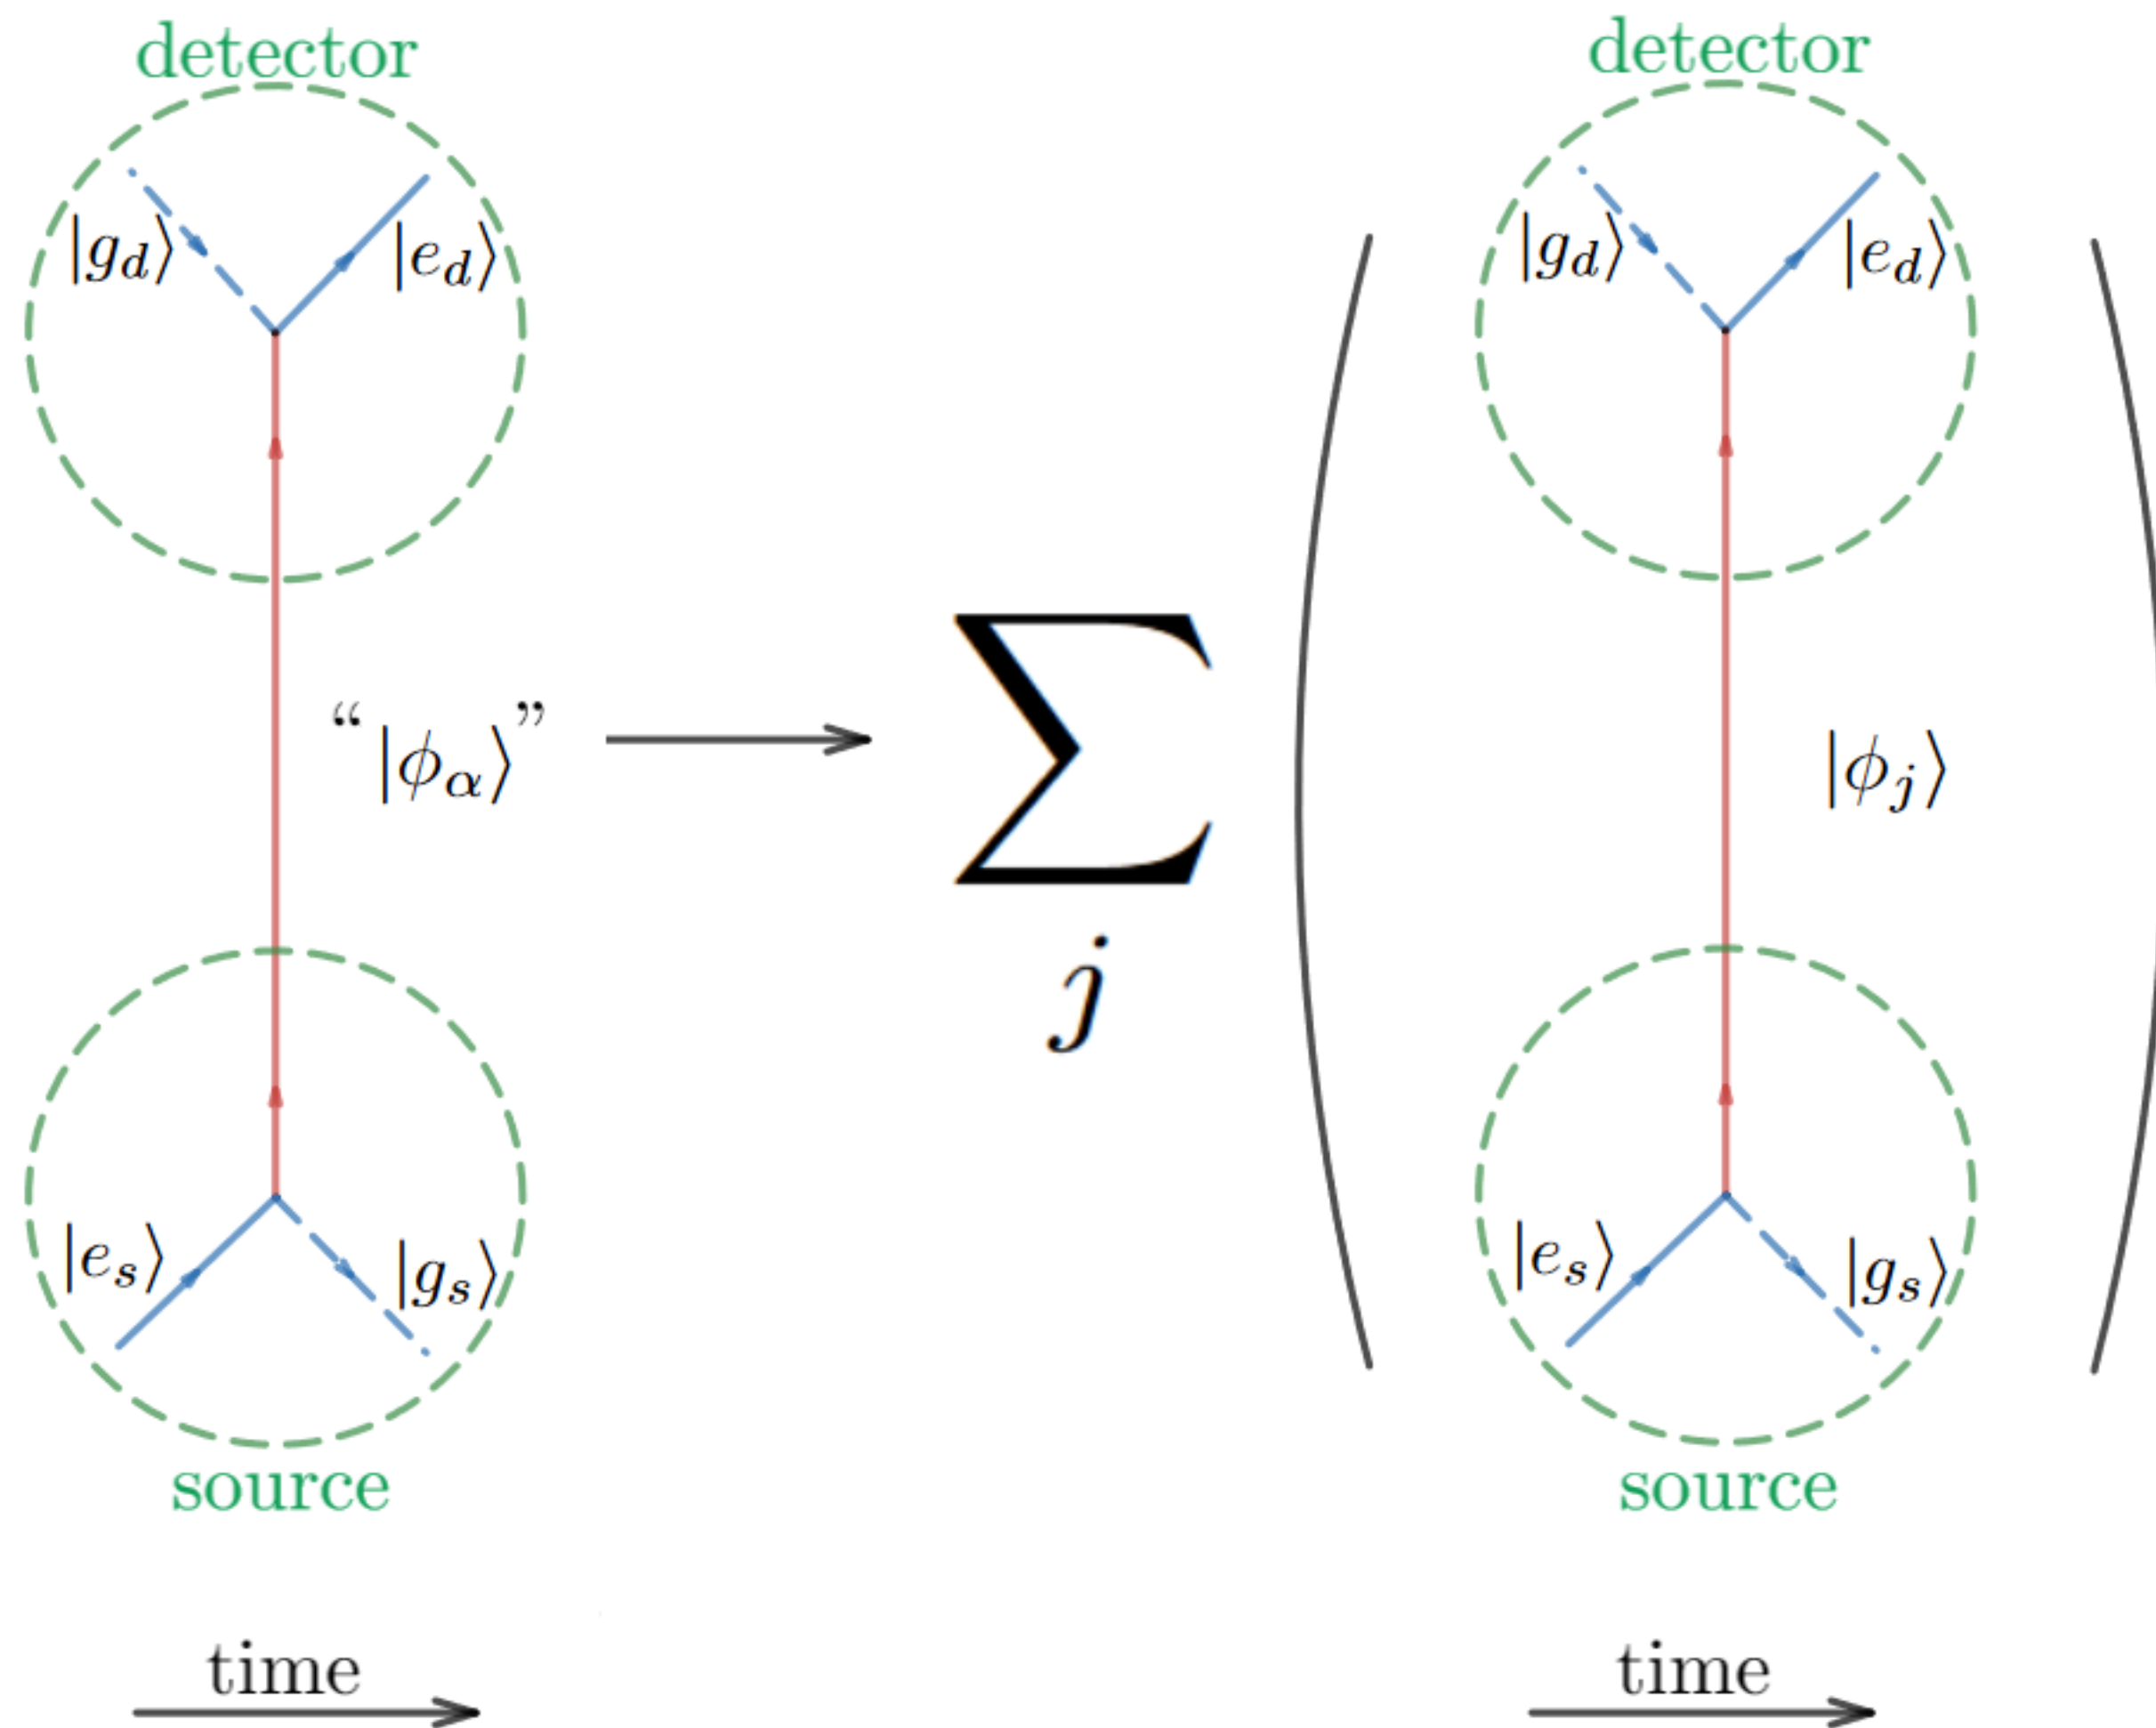 detector
detector
|g_d⟩ |e_d⟩
|g_d⟩ |e_d⟩
“|ϕ_α⟩”
∑
j
|ϕ_j⟩
|e_s⟩ |g_s⟩
|e_s⟩ |g_s⟩
source
source
time
time